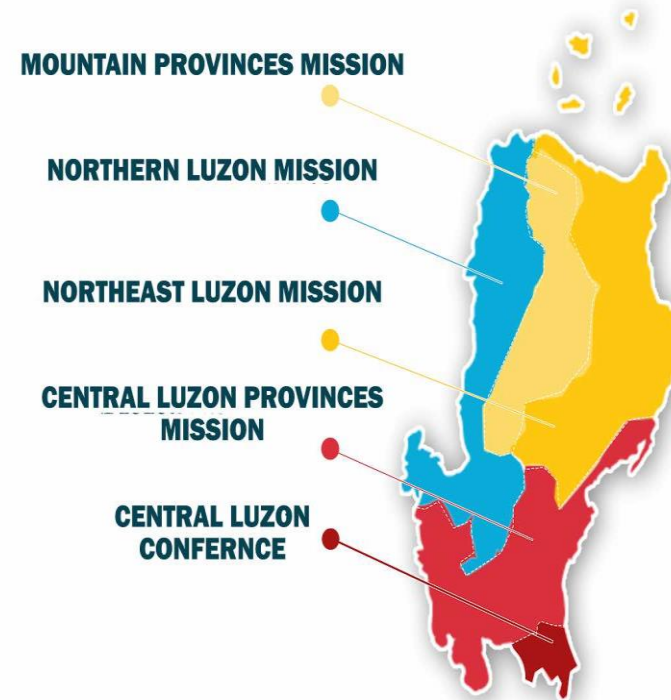 MOUNTAIN PROVINCES MISSION
NORTHERN LUZON MISSION
NORTHEAST LUZON MISSION
CENTRAL LUZON PROVINCES
MISSION
CENTRAL LUZON
CONFERNCE